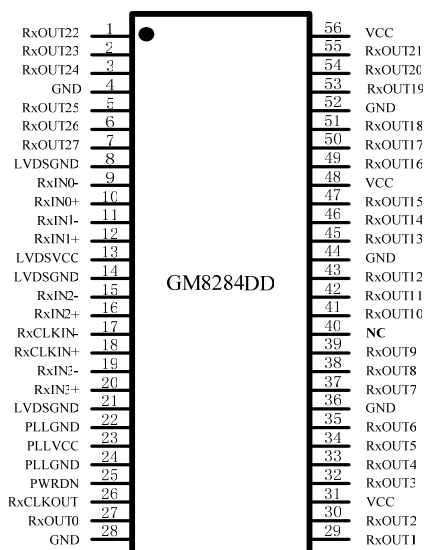 RxOUT22 1 56 VCC
RxOUT23 2 55 RxOUT21
RxOUT24 3 54 RxOUT20
GND 4 53 RxOUT19
RxOUT25 5 52 GND
RxOUT26 6 51 RxOUT18
RxOUT27 7 50 RxOUT17
LVDSGND 8 49 RxOUT16
RxIN0- 9 48 VCC
RxIN0+ 10 47 RxOUT15
RxIN1- 11 46 RxOUT14
RxIN1+ 12 45 RxOUT13
LVDSVCC 13 44 GND
LVDSGND 14 43 RxOUT12
GM8284DD
RxIN2- 15 42 RxOUT11
RxIN2+ 16 41 RxOUT10
RxCLKIN- 17 40 NC
RxCLKIN+ 18 39 RxOUT9
RxIN3- 19 38 RxOUT8
RxIN3+ 20 37 RxOUT7
LVDSGND 21 36 GND
PLLGND 22 35 RxOUT6
PLLVCC 23 34 RxOUT5
PLLGND 24 33 RxOUT4
PWRDN 25 32 RxOUT3
RxCLKOUT 26 31 VCC
RxOUT0 27 30 RxOUT2
GND 28 29 RxOUT1